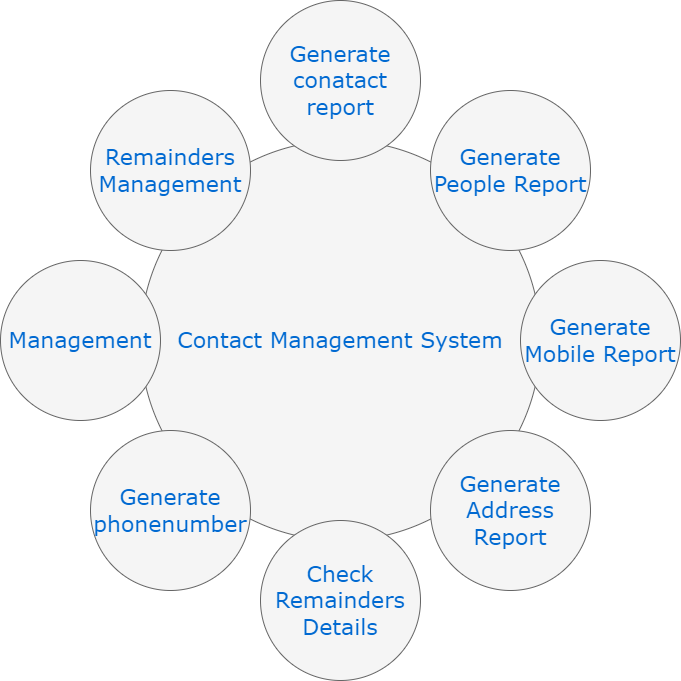 Generate
conatact
report
Remainders
Management
Generate
People Report
Management
Contact Management System
Generate
Mobile Report
Generate
phonenumber
Generate
Address
Report
Check
Remainders
Details